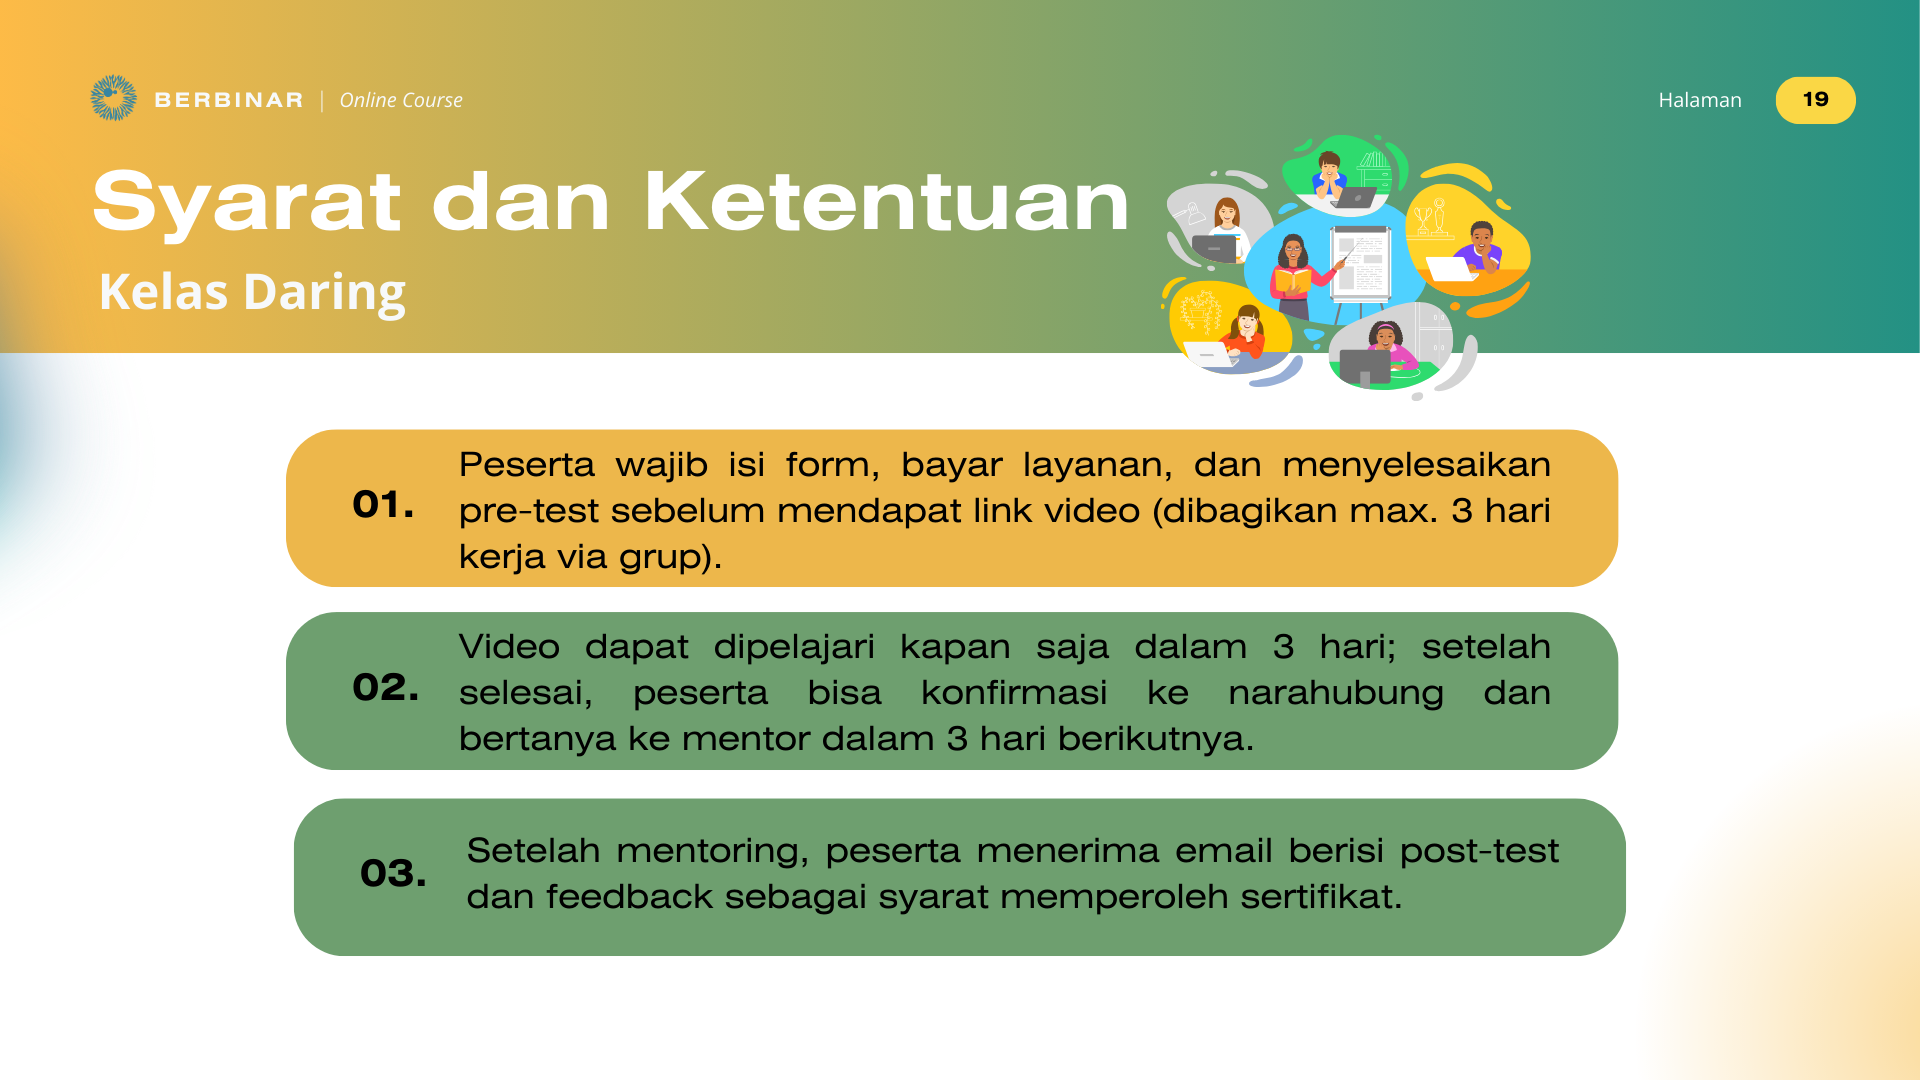 BERBINAR | Online Course
Halaman 19
Syarat dan Ketentuan
Kelas Daring
01. Peserta wajib isi form, bayar layanan, dan menyelesaikan
pre-test sebelum mendapat link video (dibagikan max. 3 hari
kerja via grup).
02. Video dapat dipelajari kapan saja dalam 3 hari; setelah
selesai, peserta bisa konfirmasi ke narahubung dan
bertanya ke mentor dalam 3 hari berikutnya.
03. Setelah mentoring, peserta menerima email berisi post-test
dan feedback sebagai syarat memperoleh sertifikat.